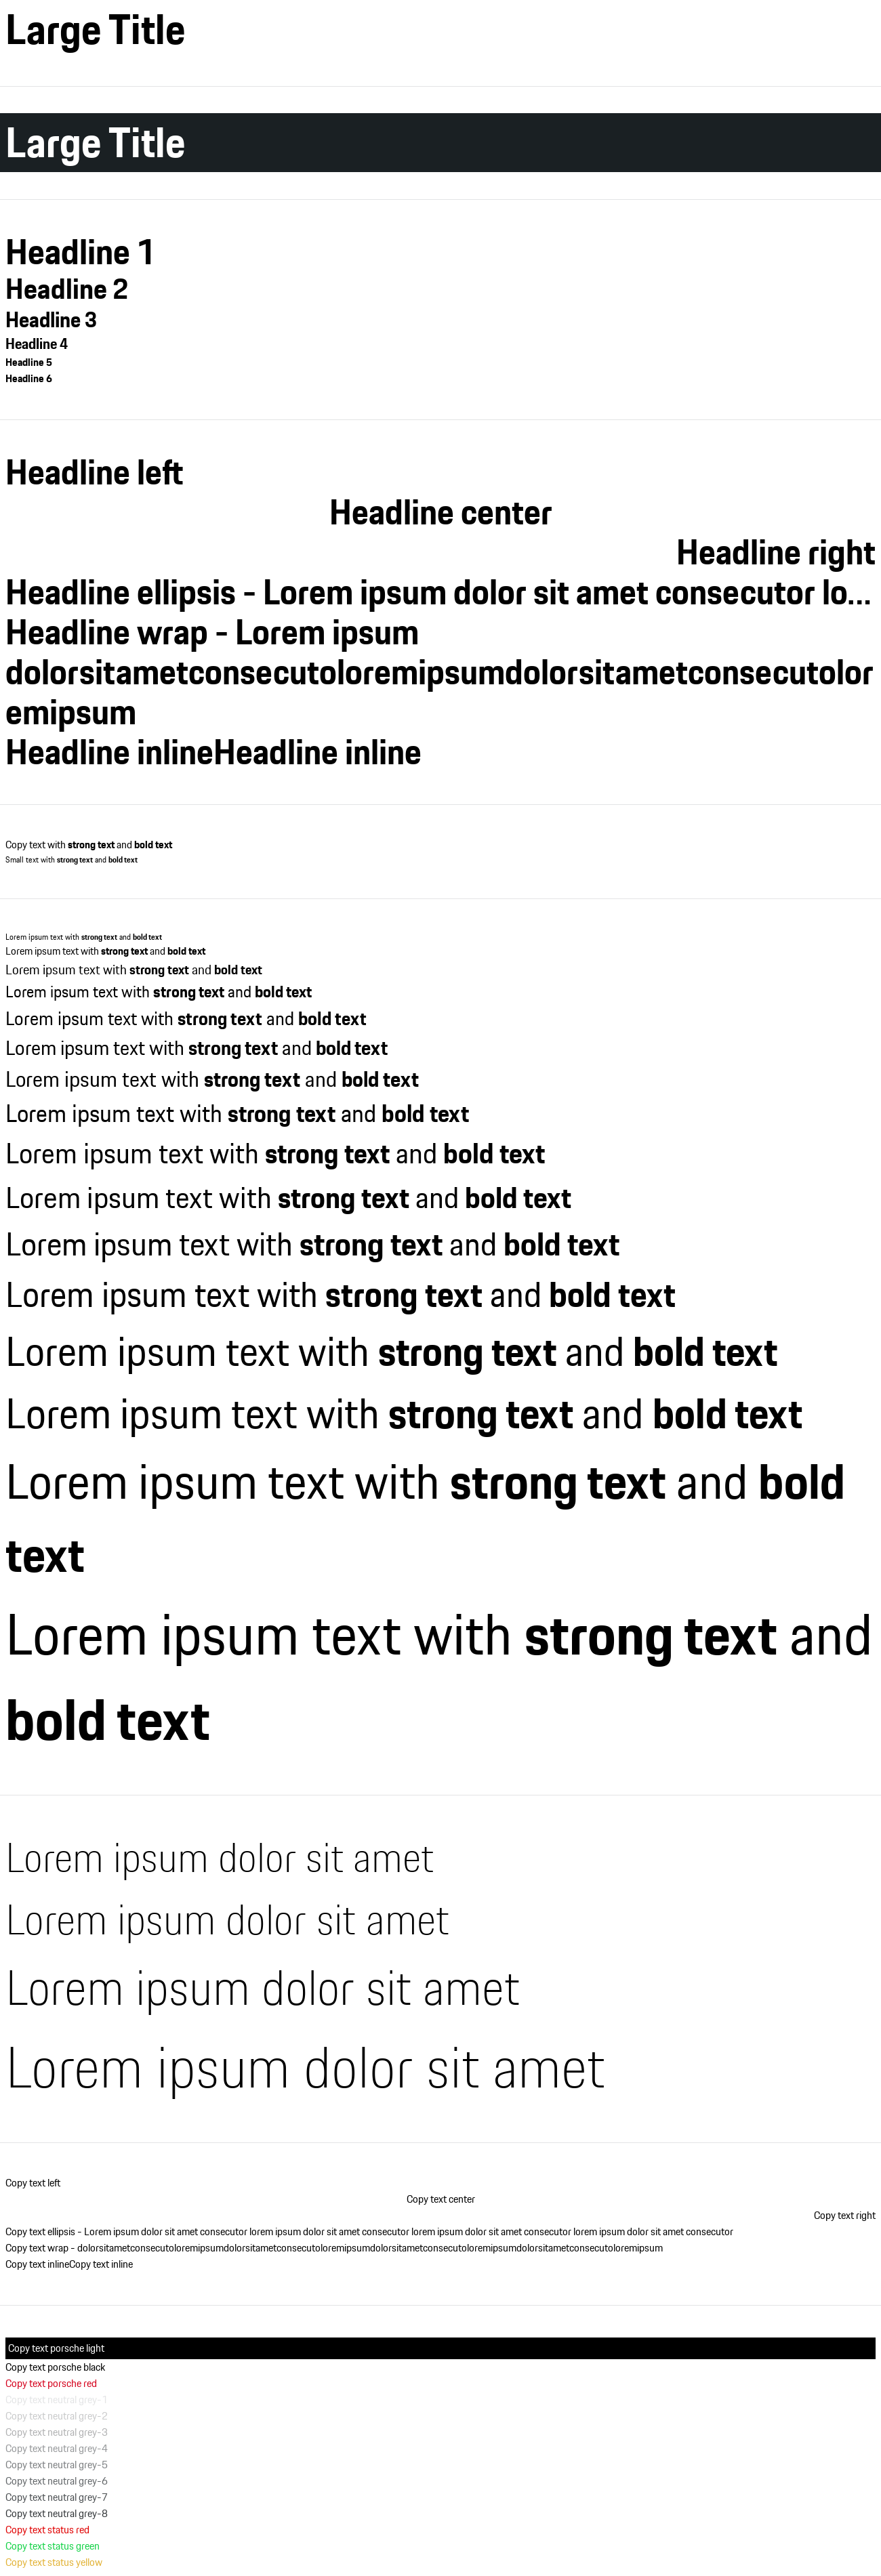 Large Title
Large Title
Headline 1
Headline 2
Headline 3
Headline 4
Headline 5
Headline 6
Headline left
Headline center
Headline right
Headline ellipsis - Lorem ipsum dolor sit amet consecutor lo...
Headline wrap - Lorem ipsum
dolorsitametconsecutoloremipsumdolorsitametconsecutolor
emipsum
Headline inlineHeadline inline
Copy text with strong text and bold text
Small text with strong text and bold text
Lorem ipsum text with strong text and bold text
Lorem ipsum text with strong text and bold text
Lorem ipsum text with strong text and bold text
Lorem ipsum text with strong text and bold text
Lorem ipsum text with strong text and bold text
Lorem ipsum text with strong text and bold text
Lorem ipsum text with strong text and bold text
Lorem ipsum text with strong text and bold text
Lorem ipsum text with strong text and bold text
Lorem ipsum text with strong text and bold text
Lorem ipsum text with strong text and bold text
Lorem ipsum text with strong text and bold text
Lorem ipsum text with strong text and bold text
Lorem ipsum text with strong text and bold text
Lorem ipsum text with strong text and bold
text
Lorem ipsum text with strong text and
bold text
Lorem ipsum dolor sit amet
Lorem ipsum dolor sit amet
Lorem ipsum dolor sit amet
Lorem ipsum dolor sit amet
Copy text left
Copy text center
Copy text right
Copy text ellipsis - Lorem ipsum dolor sit amet consecutor lorem ipsum dolor sit amet consecutor lorem ipsum dolor sit amet consecutor lorem ipsum dolor sit amet consecutor
Copy text wrap - dolorsitametconsecutoloremipsumdolorsitametconsecutoloremipsumdolorsitametconsecutoloremipsumdolorsitametconsecutoloremipsum
Copy text inlineCopy text inline
Copy text porsche light
Copy text porsche black
Copy text porsche red
Copy text neutral grey-1
Copy text neutral grey-2
Copy text neutral grey-3
Copy text neutral grey-4
Copy text neutral grey-5
Copy text neutral grey-6
Copy text neutral grey-7
Copy text neutral grey-8
Copy text status red
Copy text status green
Copy text status yellow